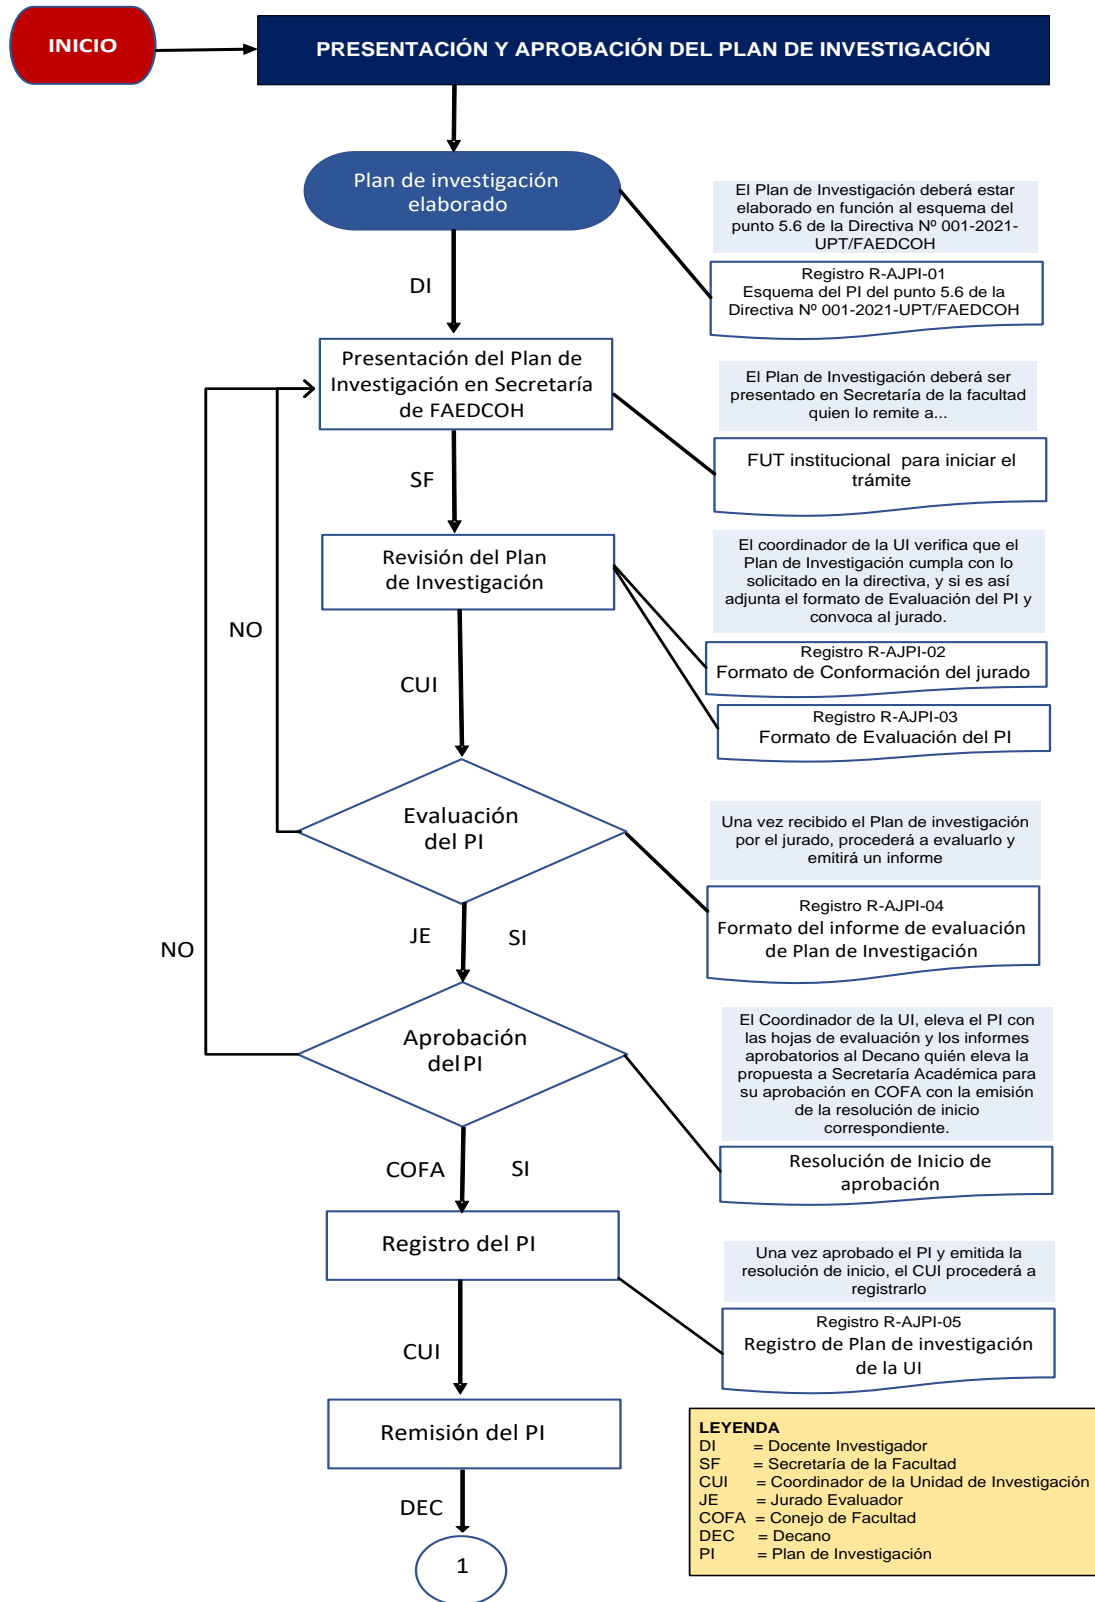 INICIO
PRESENTACIÓN Y APROBACIÓN DEL PLAN DE INVESTIGACIÓN
Plan de investigación
elaborado
El Plan de Investigación deberá estar
elaborado en función al esquema del
punto 5.6 de la Directiva Nº 001-2021-
UPT/FAEDCOH
Registro R-AJPI-01
Esquema del PI del punto 5.6 de la
Directiva Nº 001-2021-UPT/FAEDCOH
DI
Presentación del Plan de
Investigación en Secretaría
de FAEDCOH
El Plan de Investigación deberá ser
presentado en Secretaría de la facultad
quien lo remite a...
FUT institucional para iniciar el
trámite
SF
Revisión del Plan
de Investigación
El coordinador de la UI verifica que el
Plan de Investigación cumpla con lo
solicitado en la directiva, y si es así
adjunta el formato de Evaluación del PI y
convoca al jurado.
Registro R-AJPI-02
Formato de Conformación del jurado
Registro R-AJPI-03
Formato de Evaluación del PI
NO
CUI
Evaluación
del PI
Una vez recibido el Plan de investigación
por el jurado, procederá a evaluarlo y
emitirá un informe
Registro R-AJPI-04
Formato del informe de evaluación
de Plan de Investigación
JE
SI
NO
Aprobación
del PI
El Coordinador de la UI, eleva el PI con
las hojas de evaluación y los informes
aprobatorios al Decano quién eleva la
propuesta a Secretaría Académica para
su aprobación en COFA con la emisión
de la resolución de inicio
correspondiente.
Resolución de Inicio de
aprobación
COFA
SI
Registro del PI
Una vez aprobado el PI y emitida la
resolución de inicio, el CUI procederá a
registrarlo
Registro R-AJPI-05
Registro de Plan de investigación
de la UI
CUI
Remisión del PI
DEC
1
LEYENDA
DI = Docente Investigador
SF = Secretaría de la Facultad
CUI = Coordinador de la Unidad de Investigación
JE = Jurado Evaluador
COFA = Conejo de Facultad
DEC = Decano
PI = Plan de Investigación